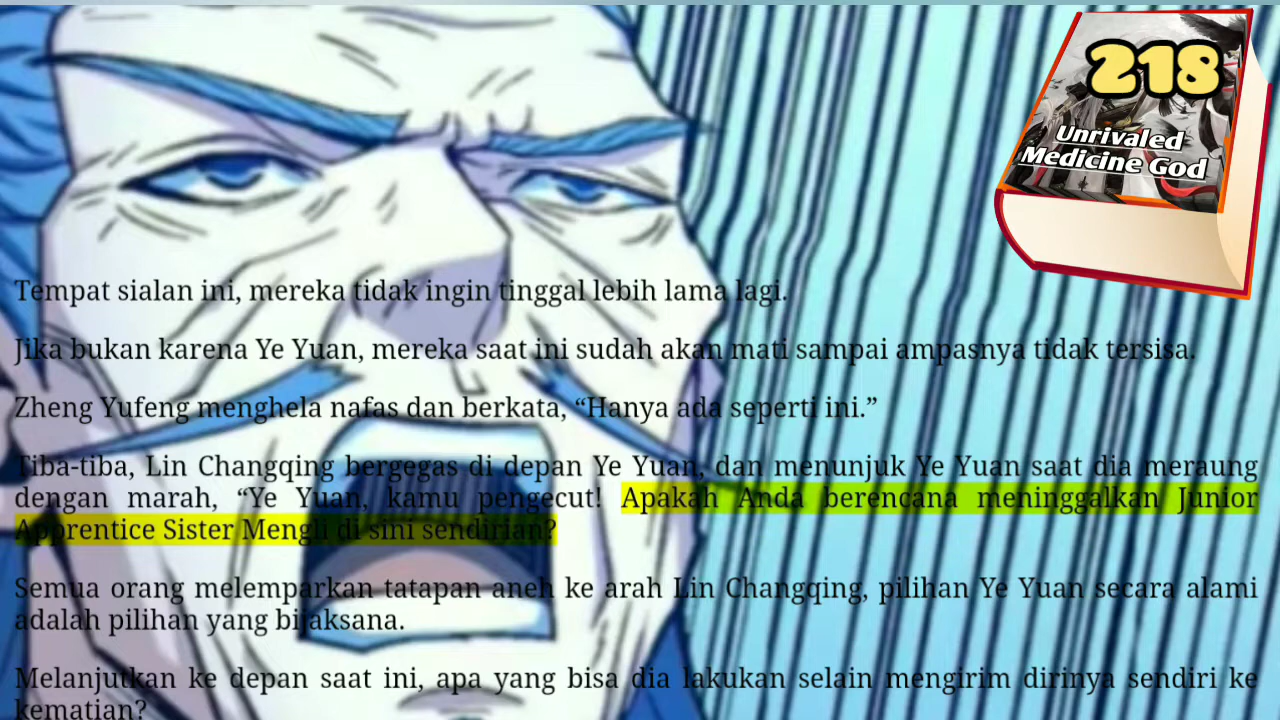 218
Unrivaled
Medicine God
Tempat sialan ini, mereka tidak ingin tinggal lebih lama lagi.
Jika bukan karena Ye Yuan, mereka saat ini sudah akan mati sampai ampasnya tidak tersisa.
Zheng Yufeng menghela nafas dan berkata, “Hanya ada seperti ini.”
Tiba-tiba, Lin Changqing bergegas di depan Ye Yuan, dan menunjuk Ye Yuan saat dia meraung
dengan marah, “Ye Yuan, kamu pengecut! Apakah Anda berencana meninggalkan Junior
Apprentice Sister Mengli di sini sendirian?
Semua orang melemparkan tatapan aneh ke arah Lin Changqing, pilihan Ye Yuan secara alami
adalah pilihan yang bijaksana.
Melanjutkan ke depan saat ini, apa yang bisa dia lakukan selain mengirim dirinya sendiri ke
kematian?